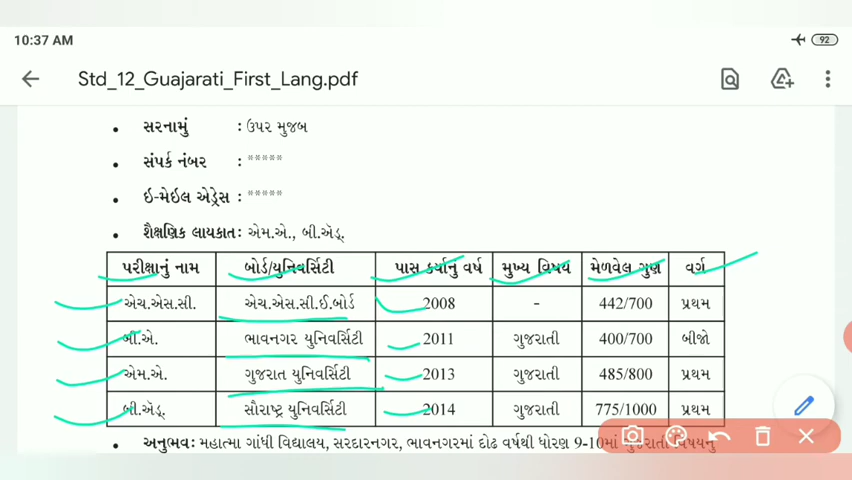 10:37 AM
92
Std_12_Guajarati_First_Lang.pdf
• સરનામું : ઉપર મુજબ
• સંપર્ક નંબર : *****
• ઇ-મેઇલ એડ્રેસ : *****
• શૈક્ષણિક લાયકાત: એમ.એ., બી.ઍડ્.
પરીક્ષાનું નામ બોર્ડ/યુનિવર્સિટી પાસ કર્યાનું વર્ષ મુખ્ય વિષય મેળવેલ ગુણ વર્ગ
એચ.એસ.સી. એચ.એસ.સી.ઈ.બોર્ડ 2008 - 442/700 પ્રથમ
બી.એ. ભાવનગર યુનિવર્સિટી 2011 ગુજરાતી 400/700 બીજો
એમ.એ. ગુજરાત યુનિવર્સિટી 2013 ગુજરાતી 485/800 પ્રથમ
બી.ઍડ્. સૌરાષ્ટ્ર યુનિવર્સિટી 2014 ગુજરાતી 775/1000 પ્રથમ
• અનુભવ: મહાત્મા ગાંધી વિદ્યાલય, સરદારનગર, ભાવનગરમાં દોઢ વર્ષથી ધોરણ 9-10માં ગુજરાતી વિષયનું